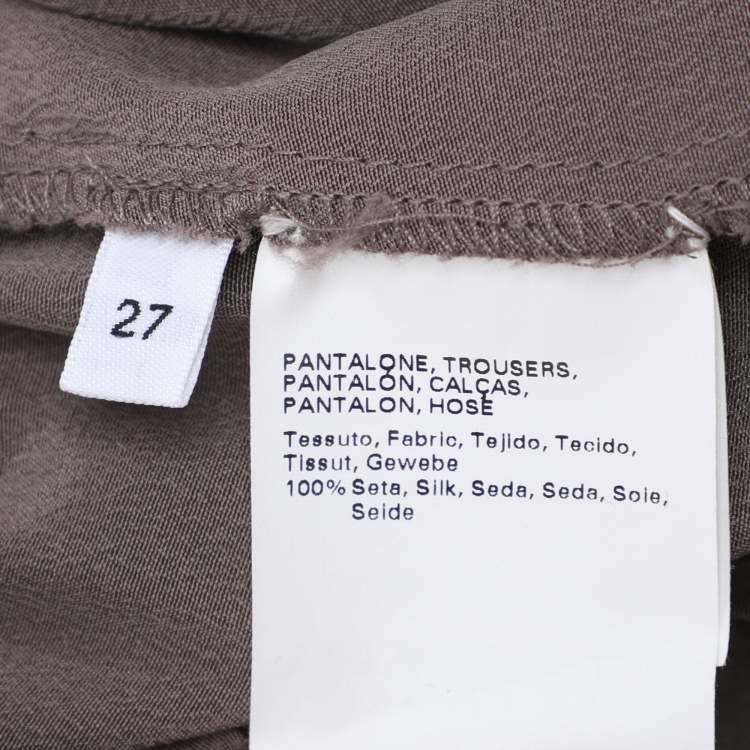 27
PANTALONE, TROUSERS,
PANTALÓN, CALÇAS,
PANTALON, HOSE
Tessuto, Fabric, Tejido, Tecido,
Tissut, Gewebe
100% Seta, Silk, Seda, Seda, Soie,
Seide